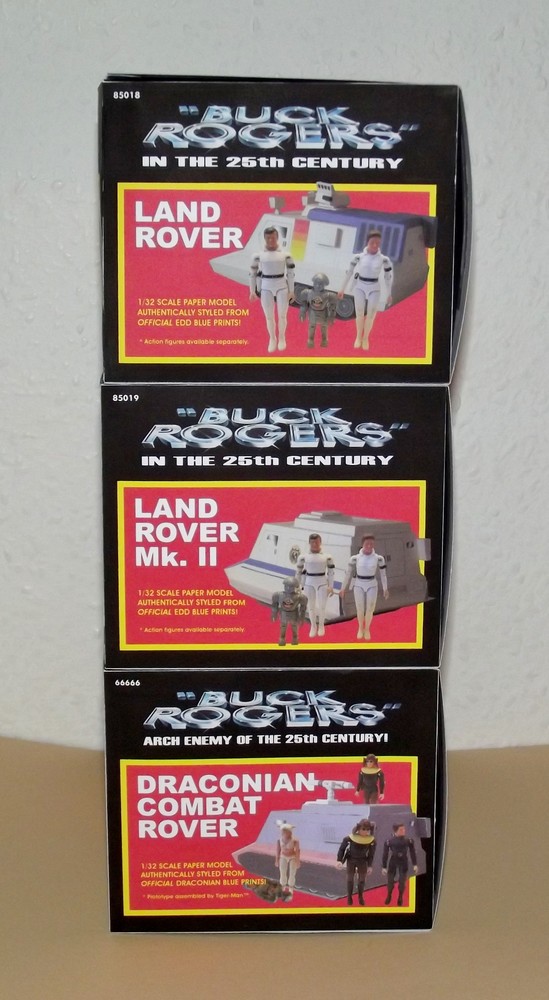 85018
"BUCK
ROGERS"
IN THE 25th CENTURY
LAND
ROVER
1/32 SCALE PAPER MODEL
AUTHENTICALLY STYLED FROM
OFFICIAL EDD BLUE PRINTS!
* Action figures available separately.
85019
"BUCK
ROGERS"
IN THE 25th CENTURY
LAND
ROVER
Mk. II
1/32 SCALE PAPER MODEL
AUTHENTICALLY STYLED FROM
OFFICIAL EDD BLUE PRINTS!
* Action figures available separately.
66666
"BUCK
ROGERS"
ARCH ENEMY OF THE 25th CENTURY!
DRACONIAN
COMBAT
ROVER
1/32 SCALE PAPER MODEL
AUTHENTICALLY STYLED FROM
OFFICIAL DRACONIAN BLUE PRINTS!
* Prototype assembled by Tiger Man™